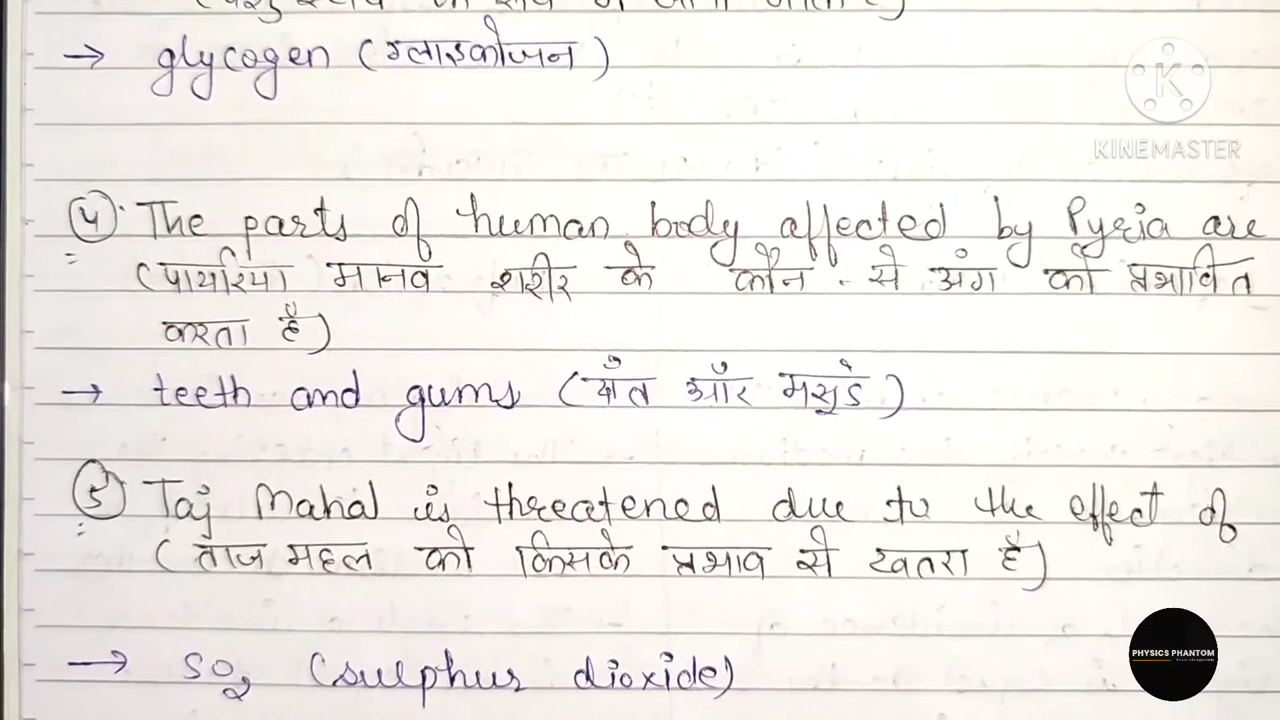 → glycogen (ग्लाइकोजन)
KINEMASTER
④ The parts of human body affected by Pyria are
(पायरिया मानव शरीर के कौन - से अंग को प्रभावित
करता है)
→ teeth and gums (दाँत और मसूडे)
⑤ Taj Mahal is threatened due to the effect of
(ताज महल को किसके प्रभाव से खतरा है)
→ SO₂ (sulphur dioxide)
PHYSICS PHANTOM